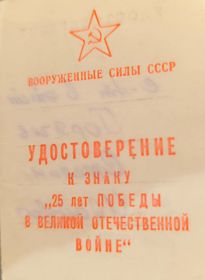 ВООРУЖЕННЫЕ СИЛЫ СССР
УДОСТОВЕРЕНИЕ
К ЗНАКУ
„25 лет ПОБЕДЫ
В ВЕЛИКОЙ ОТЕЧЕСТВЕННОЙ
ВОЙНЕ“